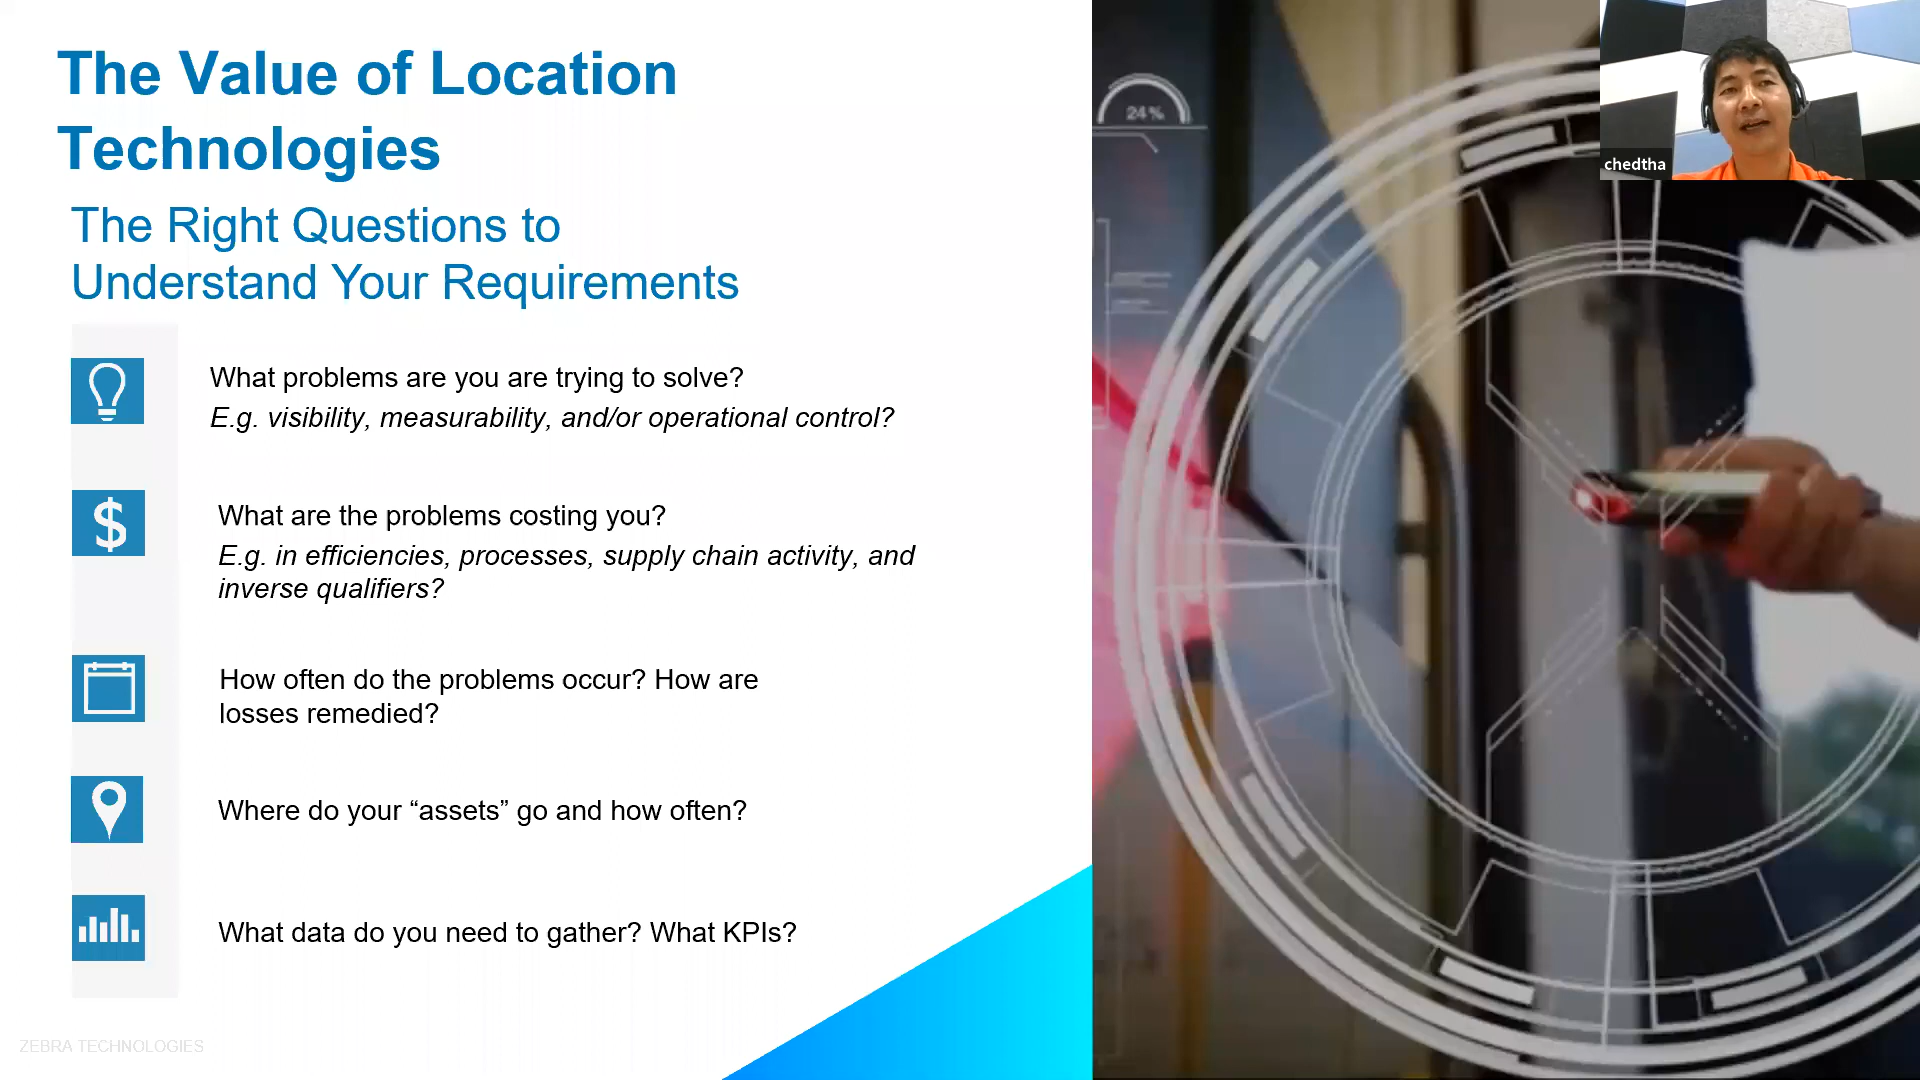 The Value of Location
Technologies
The Right Questions to
Understand Your Requirements
What problems are you are trying to solve?
E.g. visibility, measurability, and/or operational control?
What are the problems costing you?
E.g. in efficiencies, processes, supply chain activity, and
inverse qualifiers?
How often do the problems occur? How are
losses remedied?
Where do your “assets” go and how often?
What data do you need to gather? What KPIs?
ZEBRA TECHNOLOGIES
24%
chedtha